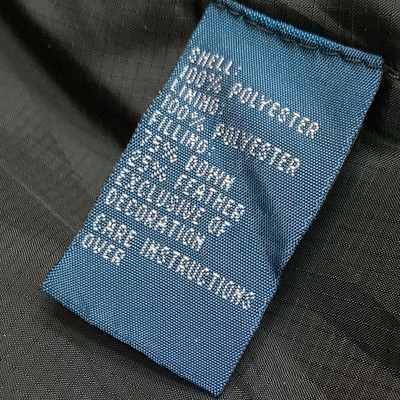 SHELL:
100% POLYESTER
LINING:
100% POLYESTER
FILLING:
75% DOWN
25% FEATHER
EXCLUSIVE OF
DECORATION
CARE INSTRUCTIONS
OVER